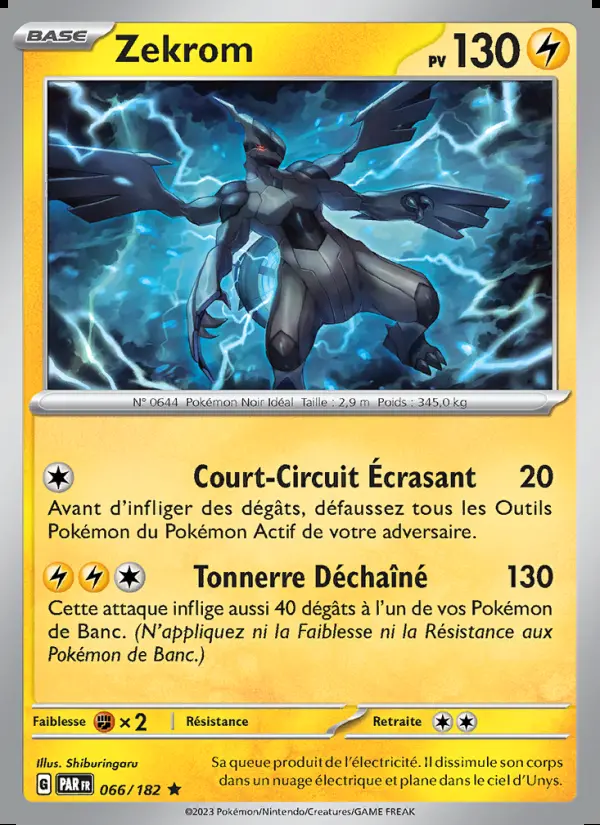 BASE
Zekrom
PV 130
N° 0644 Pokémon Noir Idéal Taille : 2,9 m Poids : 345,0 kg
Court-Circuit Écrasant 20
Avant d'infliger des dégâts, défaussez tous les Outils
Pokémon du Pokémon Actif de votre adversaire.
Tonnerre Déchaîné 130
Cette attaque inflige aussi 40 dégâts à l'un de vos Pokémon
de Banc. (N'appliquez ni la Faiblesse ni la Résistance aux
Pokémon de Banc.)
Faiblesse ×2 Résistance Retraite
Illus. Shiburingaru
G PAR FR 066/182 ★
Sa queue produit de l'électricité. Il dissimule son corps
dans un nuage électrique et plane dans le ciel d'Unys.
©2023 Pokémon/Nintendo/Creatures/GAME FREAK